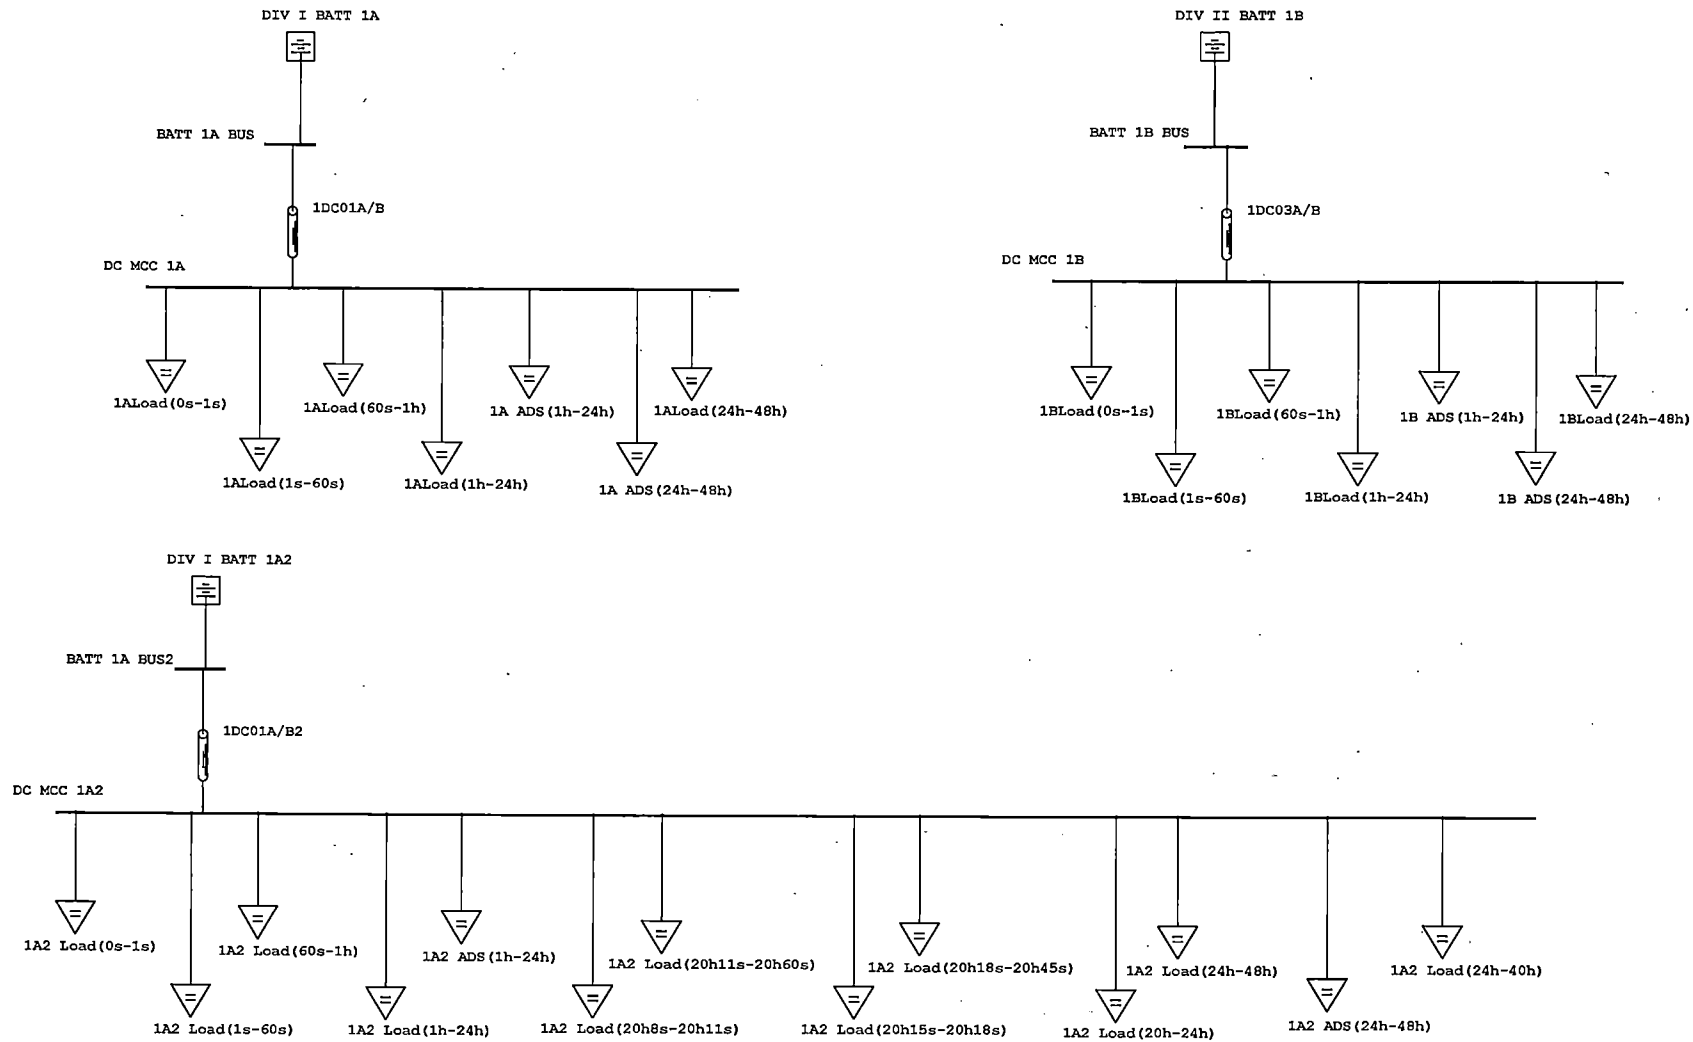 DIV I BATT 1A
DIV II BATT 1B
BATT 1A BUS
BATT 1B BUS
1DC01A/B
1DC03A/B
DC MCC 1A
DC MCC 1B
1ALoad(0s-1s)
1ALoad(60s-1h)
1A ADS(1h-24h)
1ALoad(24h-48h)
1ALoad(1s-60s)
1ALoad(1h-24h)
1A ADS(24h-48h)
1BLoad(0s-1s)
1BLoad(60s-1h)
1B ADS(1h-24h)
1BLoad(24h-48h)
1BLoad(1s-60s)
1BLoad(1h-24h)
1B ADS(24h-48h)
DIV I BATT 1A2
BATT 1A BUS2
1DC01A/B2
DC MCC 1A2
1A2 Load(0s-1s)
1A2 Load(60s-1h)
1A2 ADS(1h-24h)
1A2 Load(20h11s-20h60s)
1A2 Load(20h18s-20h45s)
1A2 Load(24h-48h)
1A2 Load(24h-40h)
1A2 Load(1s-60s)
1A2 Load(1h-24h)
1A2 Load(20h8s-20h11s)
1A2 Load(20h15s-20h18s)
1A2 Load(20h-24h)
1A2 ADS(24h-48h)